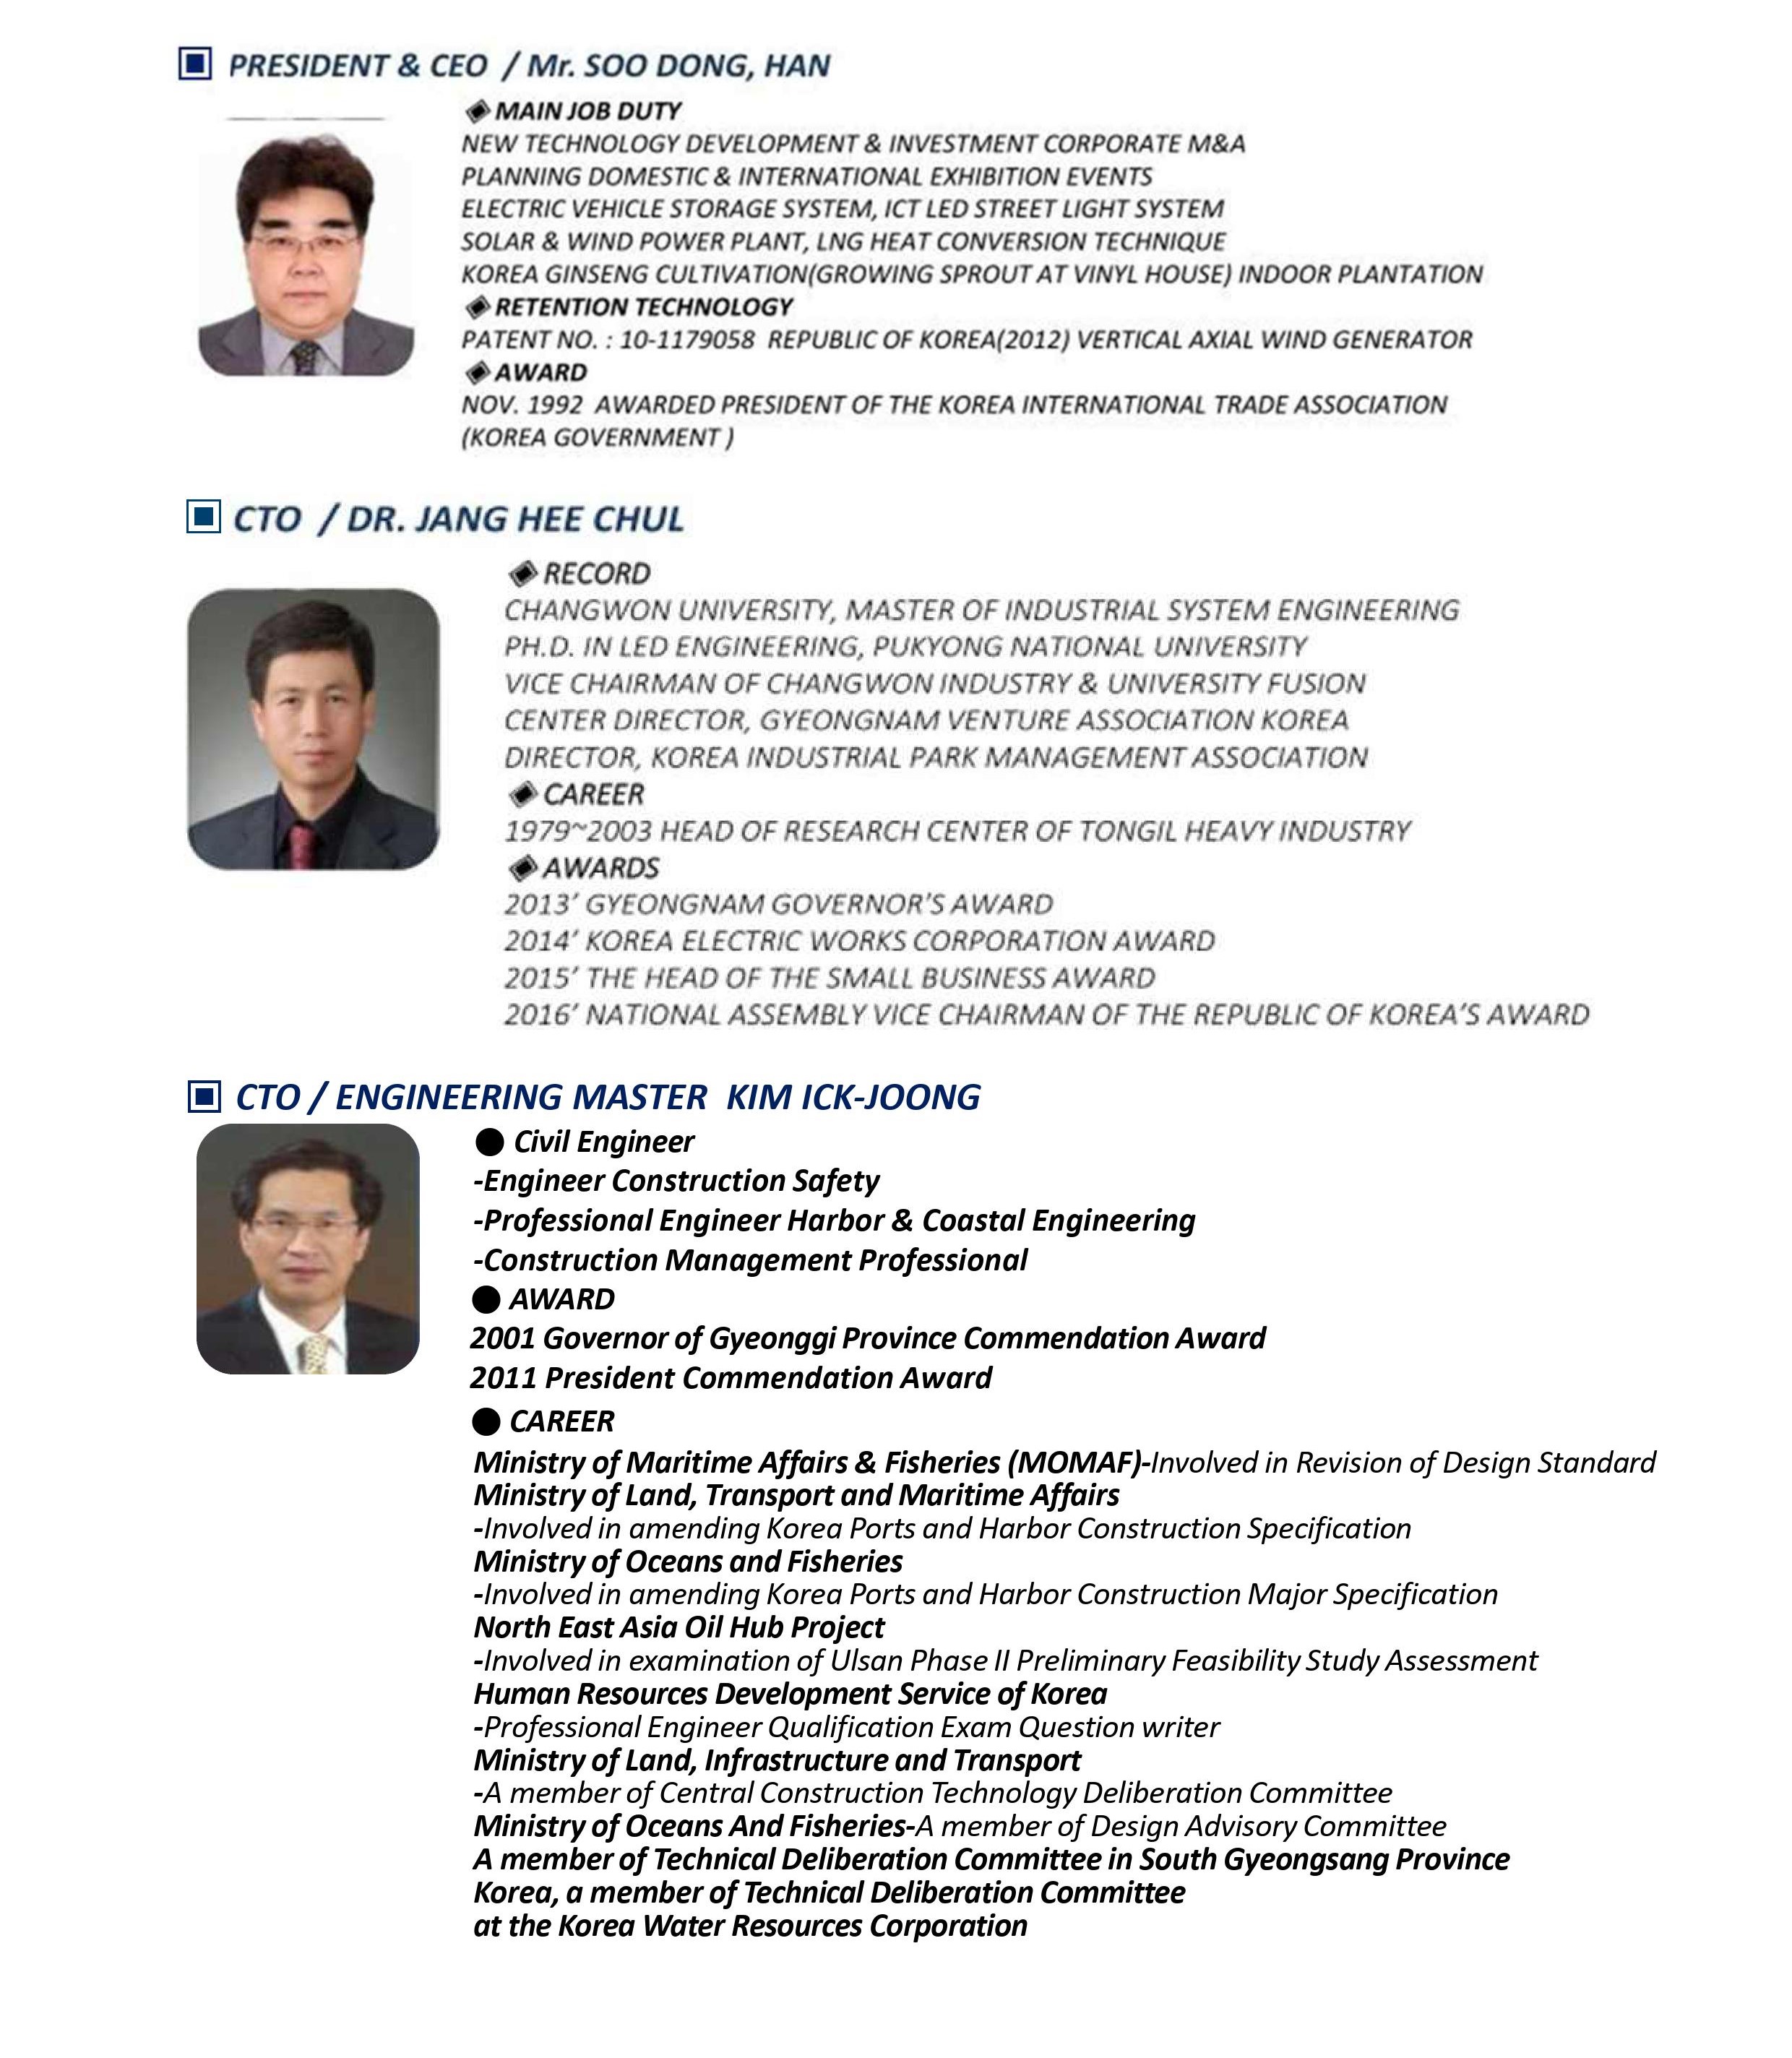 PRESIDENT & CEO / Mr. SOO DONG, HAN
MAIN JOB DUTY
NEW TECHNOLOGY DEVELOPMENT & INVESTMENT CORPORATE M&A
PLANNING DOMESTIC & INTERNATIONAL EXHIBITION EVENTS
ELECTRIC VEHICLE STORAGE SYSTEM, ICT LED STREET LIGHT SYSTEM
SOLAR & WIND POWER PLANT, LNG HEAT CONVERSION TECHNIQUE
KOREA GINSENG CULTIVATION(GROWING SPROUT AT VINYL HOUSE) INDOOR PLANTATION
RETENTION TECHNOLOGY
PATENT NO. : 10-1179058 REPUBLIC OF KOREA(2012) VERTICAL AXIAL WIND GENERATOR
AWARD
NOV. 1992 AWARDED PRESIDENT OF THE KOREA INTERNATIONAL TRADE ASSOCIATION
(KOREA GOVERNMENT )
CTO / DR. JANG HEE CHUL
RECORD
CHANGWON UNIVERSITY, MASTER OF INDUSTRIAL SYSTEM ENGINEERING
PH.D. IN LED ENGINEERING, PUKYONG NATIONAL UNIVERSITY
VICE CHAIRMAN OF CHANGWON INDUSTRY & UNIVERSITY FUSION
CENTER DIRECTOR, GYEONGNAM VENTURE ASSOCIATION KOREA
DIRECTOR, KOREA INDUSTRIAL PARK MANAGEMENT ASSOCIATION
CAREER
1979~2003 HEAD OF RESEARCH CENTER OF TONGIL HEAVY INDUSTRY
AWARDS
2013’ GYEONGNAM GOVERNOR’S AWARD
2014’ KOREA ELECTRIC WORKS CORPORATION AWARD
2015’ THE HEAD OF THE SMALL BUSINESS AWARD
2016’ NATIONAL ASSEMBLY VICE CHAIRMAN OF THE REPUBLIC OF KOREA’S AWARD
CTO / ENGINEERING MASTER KIM ICK-JOONG
● Civil Engineer
-Engineer Construction Safety
-Professional Engineer Harbor & Coastal Engineering
-Construction Management Professional
● AWARD
2001 Governor of Gyeonggi Province Commendation Award
2011 President Commendation Award
● CAREER
Ministry of Maritime Affairs & Fisheries (MOMAF)-Involved in Revision of Design Standard
Ministry of Land, Transport and Maritime Affairs
-Involved in amending Korea Ports and Harbor Construction Specification
Ministry of Oceans and Fisheries
-Involved in amending Korea Ports and Harbor Construction Major Specification
North East Asia Oil Hub Project
-Involved in examination of Ulsan Phase II Preliminary Feasibility Study Assessment
Human Resources Development Service of Korea
-Professional Engineer Qualification Exam Question writer
Ministry of Land, Infrastructure and Transport
-A member of Central Construction Technology Deliberation Committee
Ministry of Oceans And Fisheries-A member of Design Advisory Committee
A member of Technical Deliberation Committee in South Gyeongsang Province
Korea, a member of Technical Deliberation Committee
at the Korea Water Resources Corporation